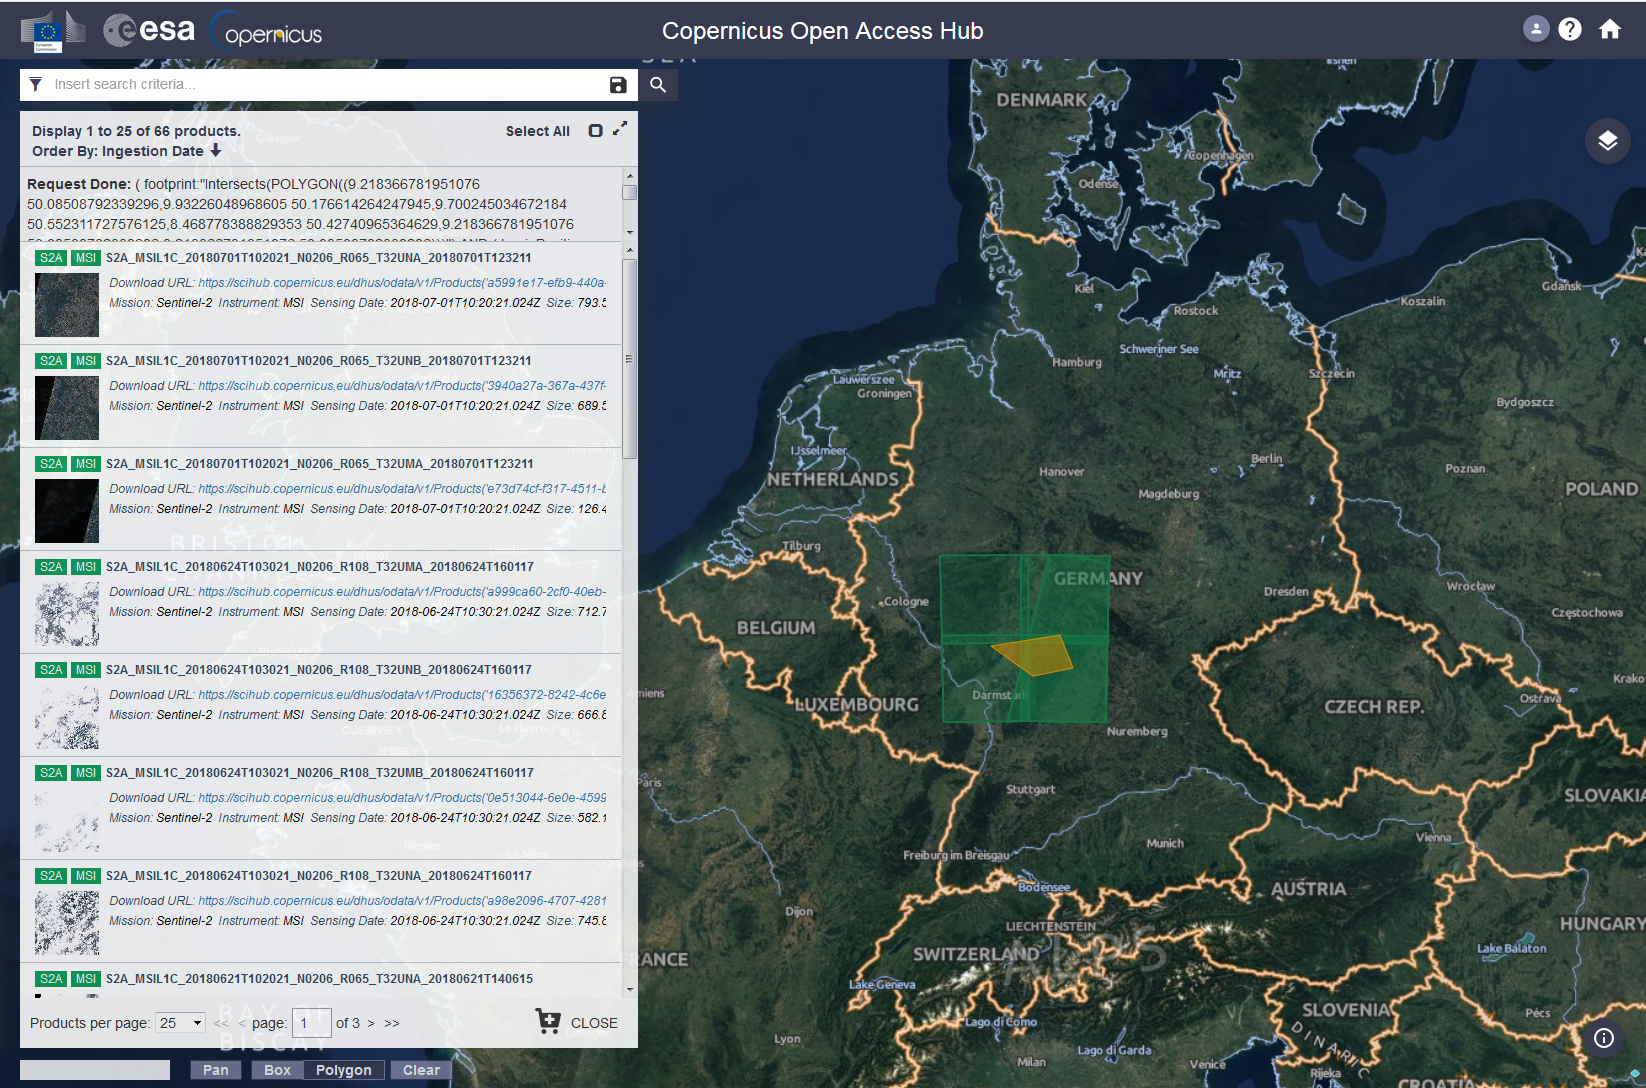 esa
opernicus
Copernicus Open Access Hub
Insert search criteria...
Display 1 to 25 of 66 products.
Select All
Order By: Ingestion Date
Request Done: ( footprint:"Intersects(POLYGON((9.218366781951076
50.08508792339296,9.93226048968605 50.176614264247945,9.700245034672184
50.552311727576125,8.468778388829353 50.42740965364629,9.218366781951076
S2A MSI S2A_MSIL1C_20180701T102021_N0206_R065_T32UNA_20180701T123211
Download URL: https://scihub.copernicus.eu/dhus/odata/v1/Products('a5991e17-efb9-440a-
Mission: Sentinel-2 Instrument: MSI Sensing Date: 2018-07-01T10:20:21.024Z Size: 793.5
S2A MSI S2A_MSIL1C_20180701T102021_N0206_R065_T32UNB_20180701T123211
Download URL: https://scihub.copernicus.eu/dhus/odata/v1/Products('3940a27a-367a-437f-
Mission: Sentinel-2 Instrument: MSI Sensing Date: 2018-07-01T10:20:21.024Z Size: 689.5
S2A MSI S2A_MSIL1C_20180701T102021_N0206_R065_T32UMA_20180701T123211
Download URL: https://scihub.copernicus.eu/dhus/odata/v1/Products('e73d74cf-f317-4511-b
Mission: Sentinel-2 Instrument: MSI Sensing Date: 2018-07-01T10:20:21.024Z Size: 126.4
S2A MSI S2A_MSIL1C_20180624T103021_N0206_R108_T32UMA_20180624T160117
Download URL: https://scihub.copernicus.eu/dhus/odata/v1/Products('a999ca60-2cf0-40eb-
Mission: Sentinel-2 Instrument: MSI Sensing Date: 2018-06-24T10:30:21.024Z Size: 712.7
S2A MSI S2A_MSIL1C_20180624T103021_N0206_R108_T32UNB_20180624T160117
Download URL: https://scihub.copernicus.eu/dhus/odata/v1/Products('16356372-8242-4c6e
Mission: Sentinel-2 Instrument: MSI Sensing Date: 2018-06-24T10:30:21.024Z Size: 666.8
S2A MSI S2A_MSIL1C_20180624T103021_N0206_R108_T32UMB_20180624T160117
Download URL: https://scihub.copernicus.eu/dhus/odata/v1/Products('0e513044-6e0e-4599
Mission: Sentinel-2 Instrument: MSI Sensing Date: 2018-06-24T10:30:21.024Z Size: 582.1
S2A MSI S2A_MSIL1C_20180624T103021_N0206_R108_T32UNA_20180624T160117
Download URL: https://scihub.copernicus.eu/dhus/odata/v1/Products('a98e2096-4707-4281
Mission: Sentinel-2 Instrument: MSI Sensing Date: 2018-06-24T10:30:21.024Z Size: 745.8
S2A MSI S2A_MSIL1C_20180621T102021_N0206_R065_T32UNA_20180621T140615
Products per page: 25 << < page: 1 of 3 > >>
CLOSE
Pan Box Polygon Clear
DENMARK
Copenhagen
Odense
Kiel
Rostock
Koszalin
Gdańsk
Schweriner See
Hamburg
Müritz
Szczecin
Lauwerszee
Groningen
Bydgoszcz
IJsselmeer
Hanover
Berlin
Poznan
NETHERLANDS
Magdeburg
POLAND
Tilburg
GERMANY
Cologne
Dresden
Wrocław
Częstochowa
BELGIUM
LUXEMBOURG
Darmstad
Nuremberg
CZECH REP.
Ostrava
Krako
Amiens
Paris
Stuttgart
SLOVAKIA
Vienna
Munich
Freiburg im Breisgau
Bodensee
AUSTRIA
Dijon
LIECHTENSTEIN
HUNGARY
SWITZERLAND
ALPS
Lake Balaton
FRANCE
Lake Geneva
SLOVENIA
Pécs
Lago di Como
Lyon
Milan
Lago di Garda
Venice
DINARIC
Rijeka
CROATIA
BRISTOL
CHANNEL
BAY OF
BISCAY